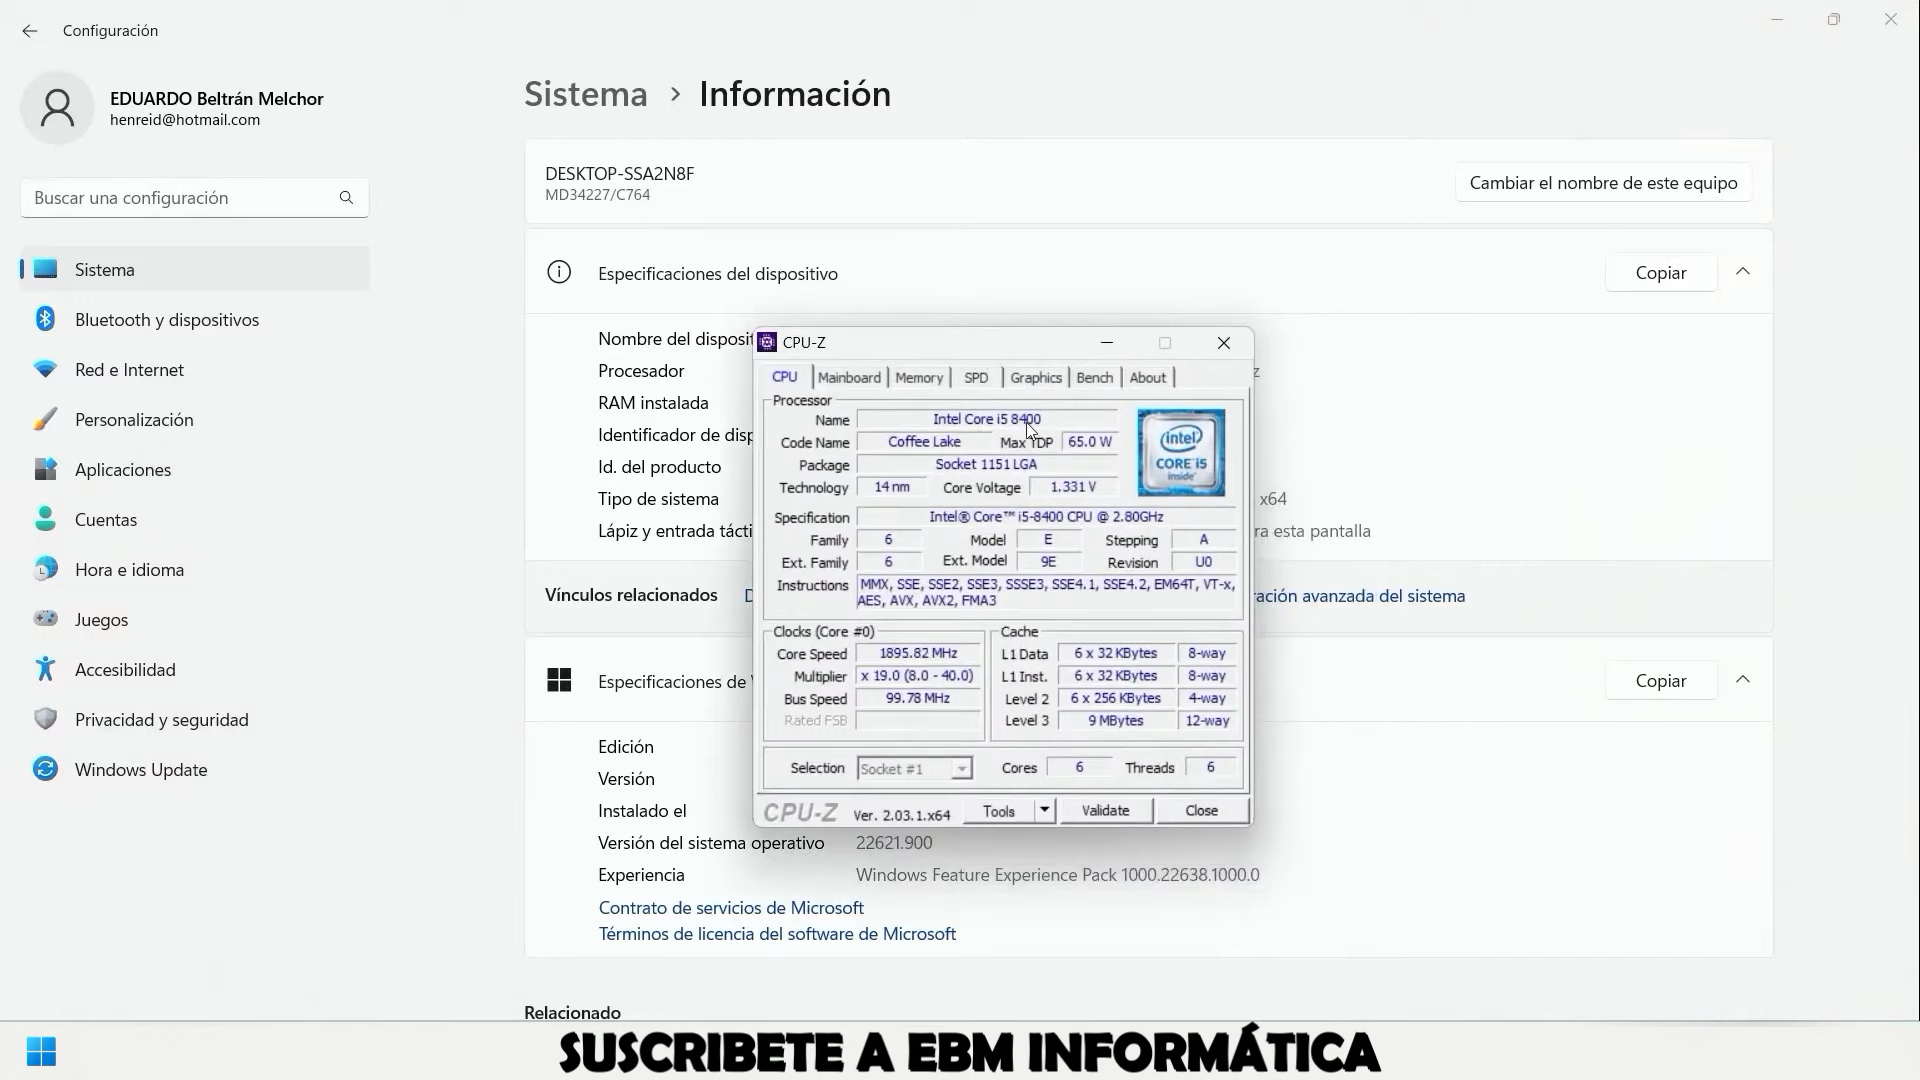 Configuración
EDUARDO Beltrán Melchor
henreid@hotmail.com
Buscar una configuración
Sistema
Bluetooth y dispositivos
Red e Internet
Personalización
Aplicaciones
Cuentas
Hora e idioma
Juegos
Accesibilidad
Privacidad y seguridad
Windows Update
Sistema > Información
DESKTOP-SSA2N8F
MD34227/C764
Cambiar el nombre de este equipo
Especificaciones del dispositivo
Copiar
Nombre del disposit
Procesador
z
RAM instalada
Identificador de disp
Id. del producto
Tipo de sistema
x64
Lápiz y entrada tácti
ra esta pantalla
Vínculos relacionados
ración avanzada del sistema
Especificaciones de
Copiar
Edición
Versión
Instalado el
Versión del sistema operativo 22621.900
Experiencia Windows Feature Experience Pack 1000.22638.1000.0
Contrato de servicios de Microsoft
Términos de licencia del software de Microsoft
Relacionado
CPU-Z
CPU Mainboard Memory SPD Graphics Bench About
Processor
Name Intel Core i5 8400
Code Name Coffee Lake Max TDP 65.0 W
Package Socket 1151 LGA
Technology 14 nm Core Voltage 1.331 V
intel
CORE i5
inside
Specification Intel® Core™ i5-8400 CPU @ 2.80GHz
Family 6 Model E Stepping A
Ext. Family 6 Ext. Model 9E Revision U0
Instructions MMX, SSE, SSE2, SSE3, SSSE3, SSE4.1, SSE4.2, EM64T, VT-x,
AES, AVX, AVX2, FMA3
Clocks (Core #0)
Core Speed 1895.82 MHz
Multiplier x 19.0 (8.0 - 40.0)
Bus Speed 99.78 MHz
Rated FSB
Cache
L1 Data 6 x 32 KBytes 8-way
L1 Inst. 6 x 32 KBytes 8-way
Level 2 6 x 256 KBytes 4-way
Level 3 9 MBytes 12-way
Selection Socket #1 Cores 6 Threads 6
CPU-Z Ver. 2.03.1.x64 Tools Validate Close
SUSCRIBETE A EBM INFORMÁTICA